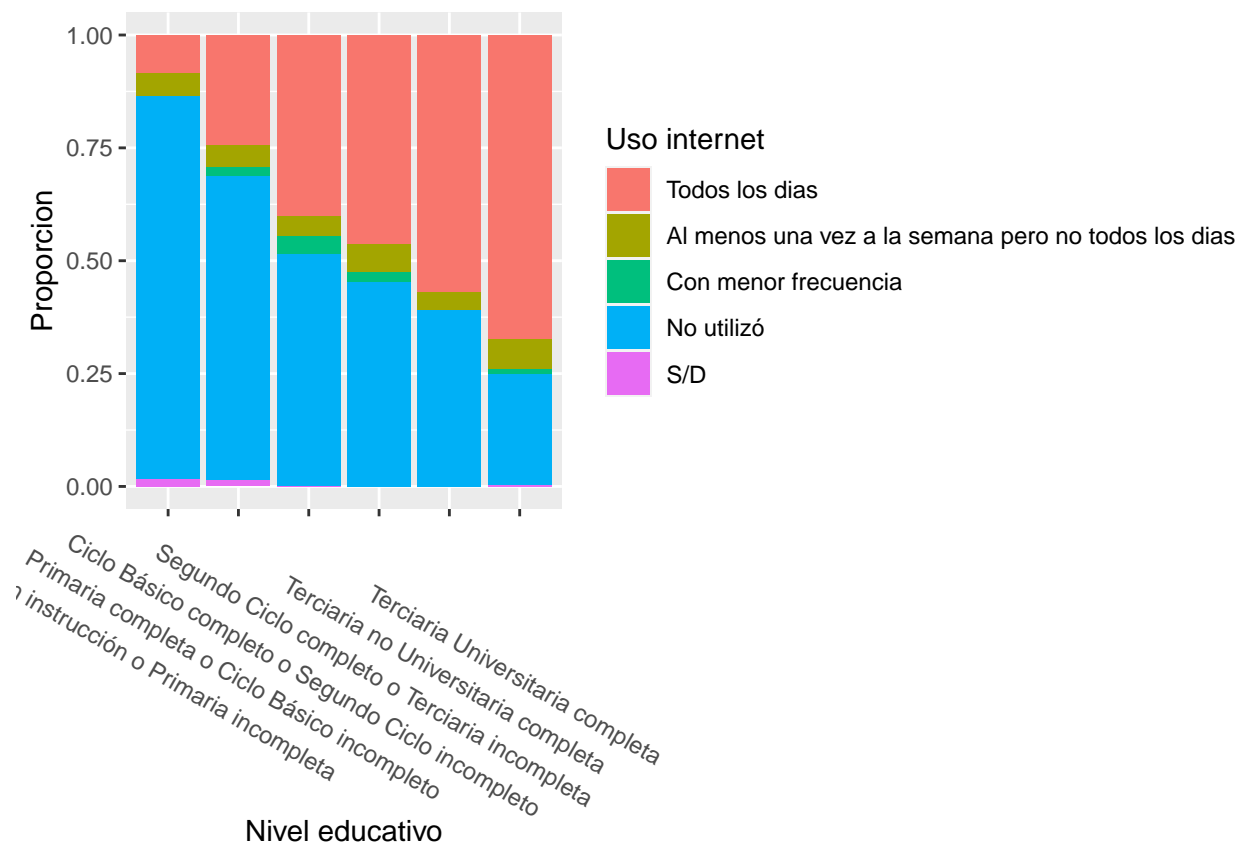 1.00
0.75
0.50
0.25
0.00
Proporcion
instrucción o Primaria incompleta
Primaria completa o Ciclo Básico incompleto
Ciclo Básico completo o Segundo Ciclo incompleto
Segundo Ciclo completo o Terciaria incompleta
Terciaria no Universitaria completa
Terciaria Universitaria completa
Nivel educativo
Uso internet
Todos los dias
Al menos una vez a la semana pero no todos los dias
Con menor frecuencia
No utilizó
S/D